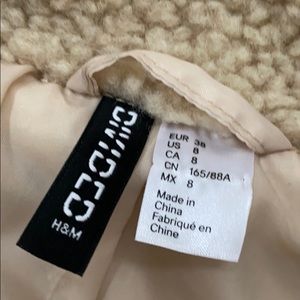 DIVIDED
H&M
EUR 38
US 8
CA 8
CN 165/88A
MX 8
Made in
China
Fabriqué en
Chine